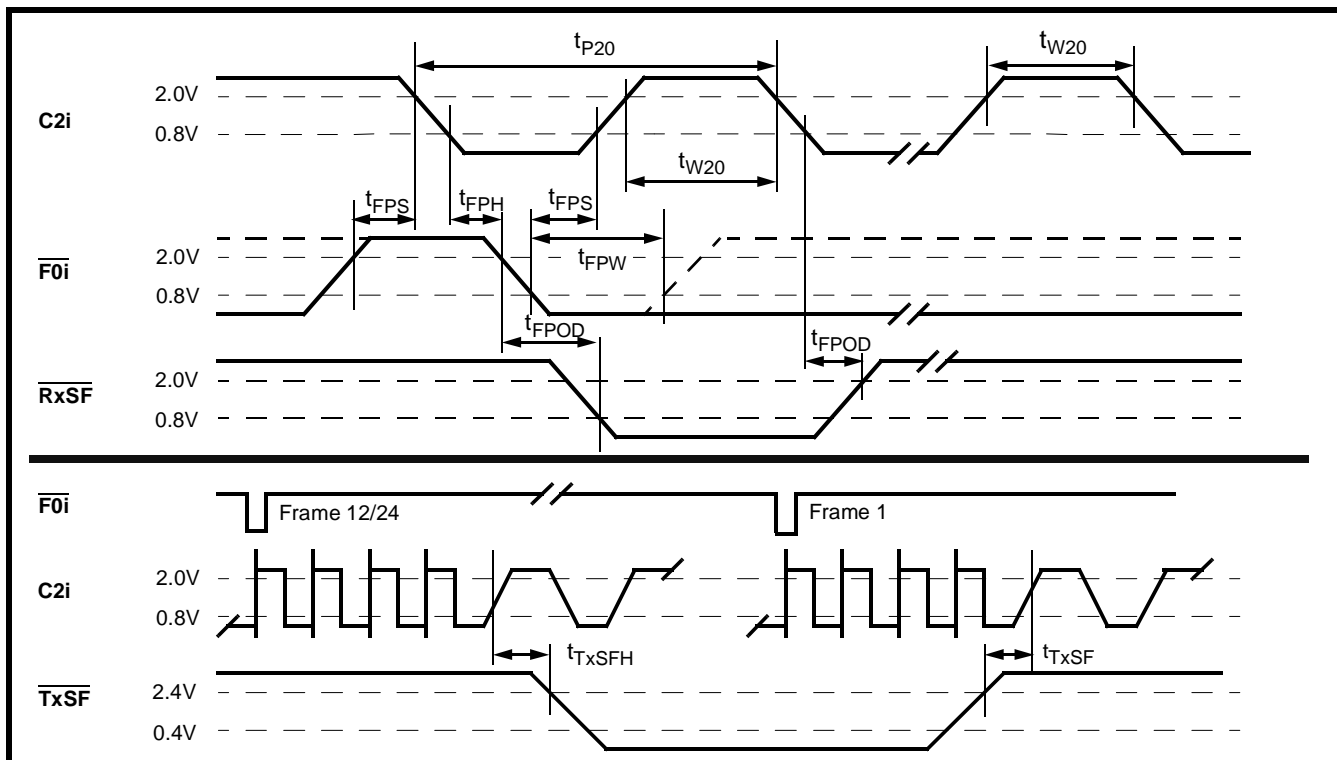 tP20
tW20
C2i
2.0V
0.8V
tW20
tFPS
tFPH
tFPS
F0i
2.0V
0.8V
tFPW
tFPOD
tFPOD
RxSF
2.0V
0.8V
F0i
Frame 12/24
Frame 1
C2i
2.0V
0.8V
tTxSFH
tTxSF
TxSF
2.4V
0.4V